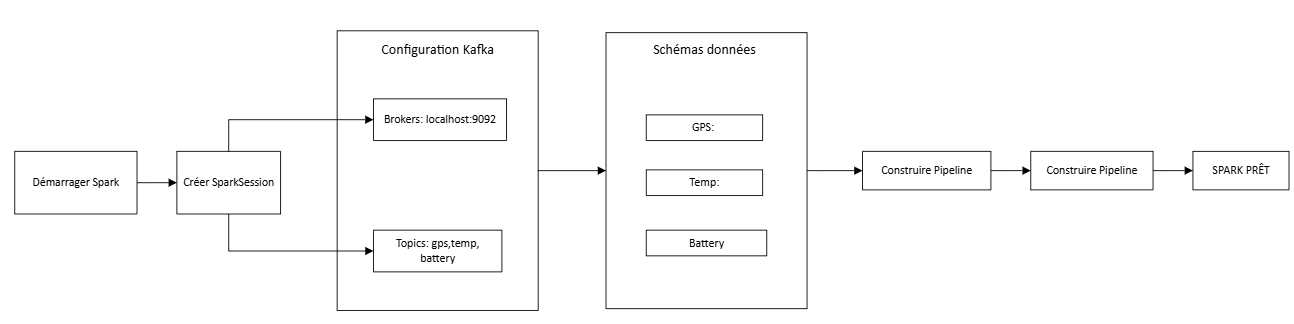 Configuration Kafka
Schémas données
Brokers: localhost:9092
GPS:
Démarrager Spark
Créer SparkSession
Temp:
Construire Pipeline
Construire Pipeline
SPARK PRÊT
Topics: gps,temp,
battery
Battery